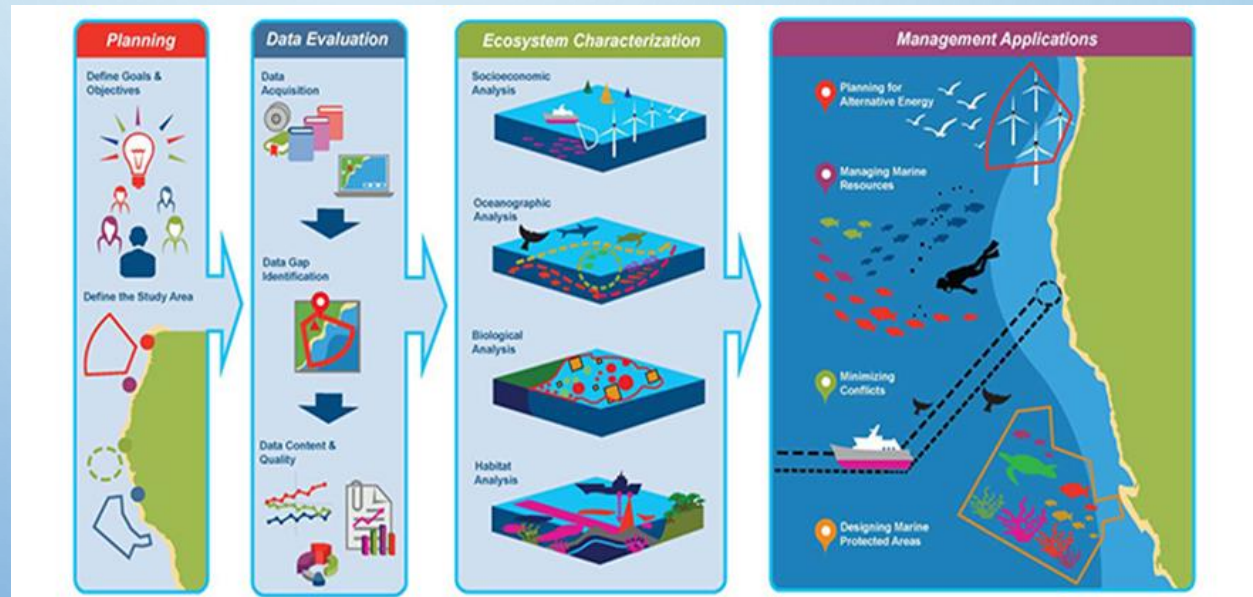 Planning
Define Goals &
Objectives
Define the Study Area
Data Evaluation
Data
Acquisition
Data Gap
Identification
Data Content &
Quality
Ecosystem Characterization
Socioeconomic
Analysis
Oceanographic
Analysis
Biological
Analysis
Habitat
Analysis
Management Applications
Planning for
Alternative Energy
Managing Marine
Resources
Minimizing
Conflicts
Designing Marine
Protected Areas